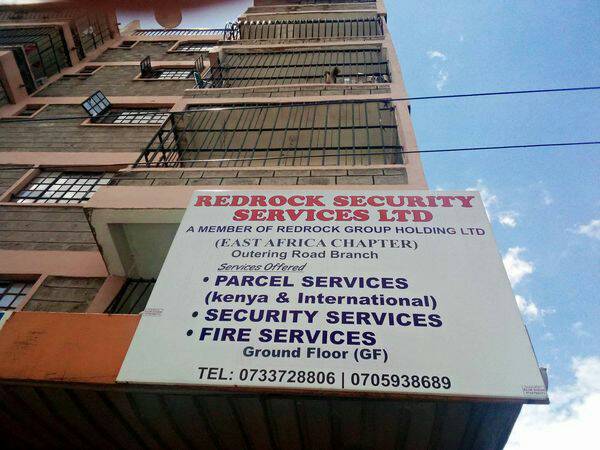 REDROCK SECURITY
SERVICES LTD
A MEMBER OF REDROCK GROUP HOLDING LTD
(EAST AFRICA CHAPTER)
Outering Road Branch
Services Offered
• PARCEL SERVICES
(kenya & International)
• SECURITY SERVICES
• FIRE SERVICES
Ground Floor (GF)
TEL: 0733728806 | 0705938689